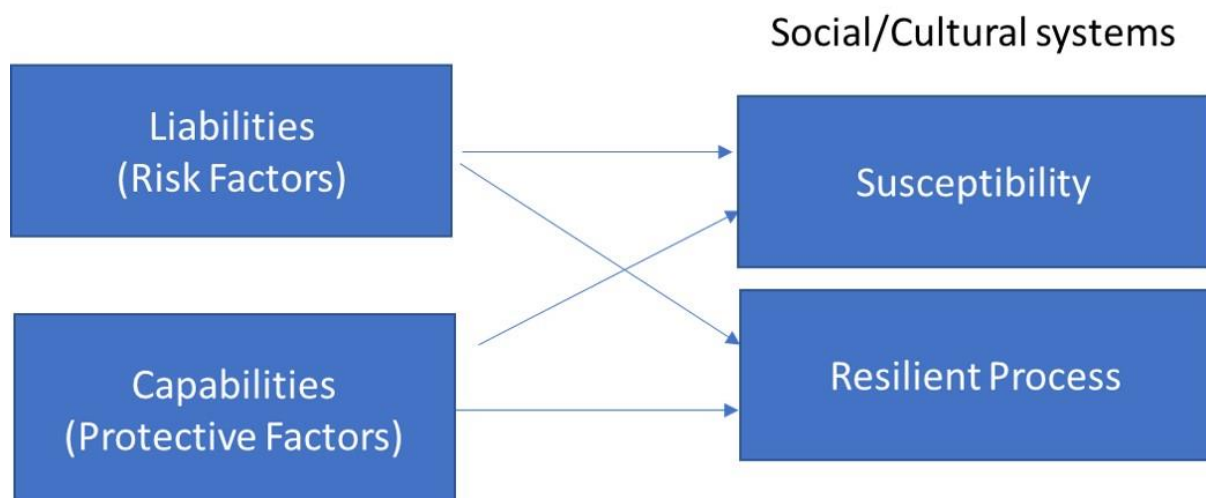 Social/Cultural systems
Liabilities
(Risk Factors)
Susceptibility
Capabilities
(Protective Factors)
Resilient Process